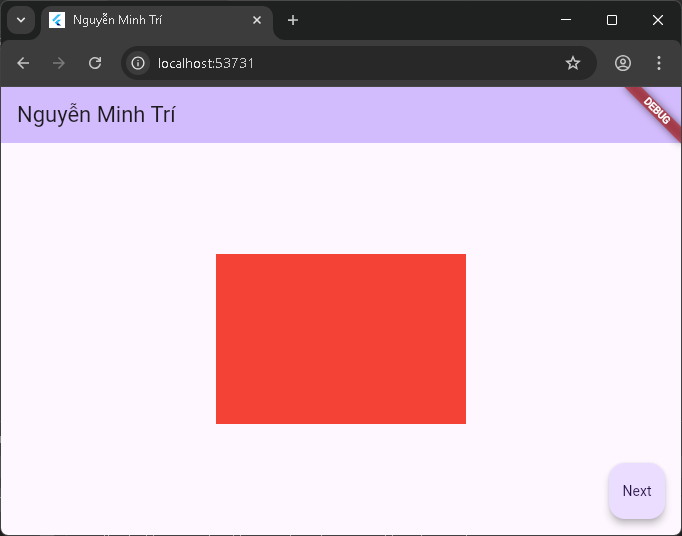 Nguyễn Minh Trí
localhost:53731
Nguyễn Minh Trí
DEBUG
Next